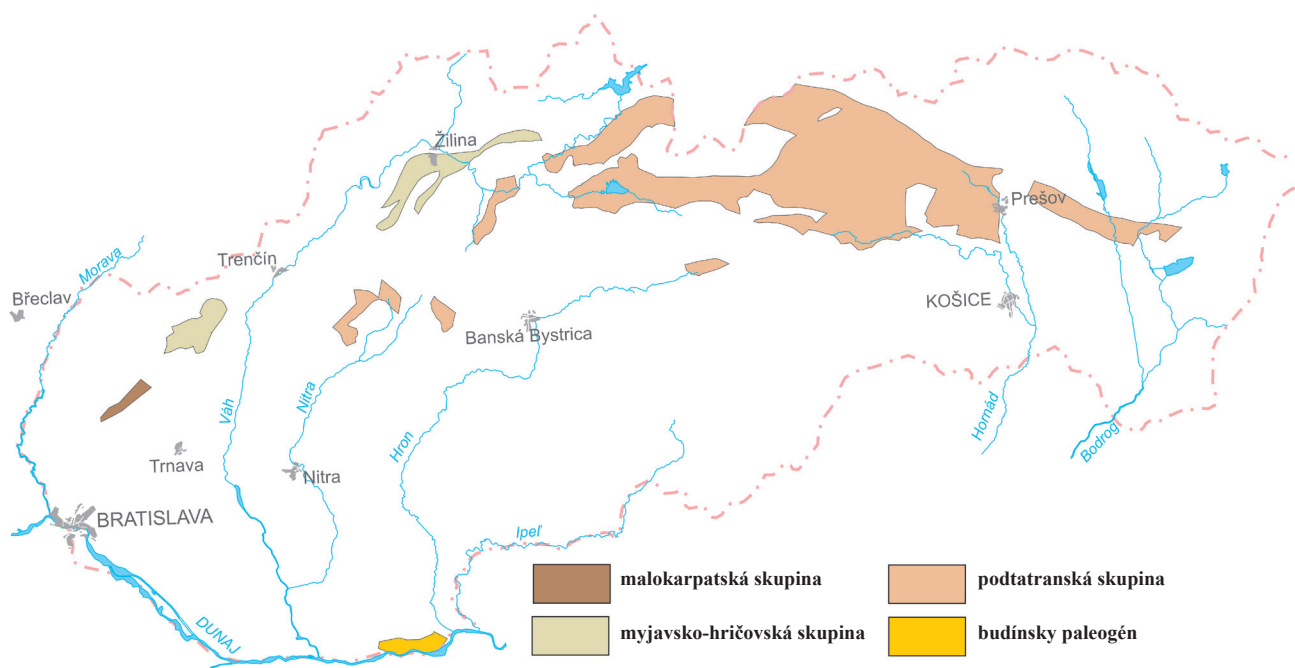 Žilina
Prešov
Trenčín
Morava
Břeclav
KOŠICE
Banská Bystrica
Váh
Nitra
Hron
Hornád
Bodrog
Trnava
Nitra
BRATISLAVA
Ipeľ
DUNAJ
malokarpatská skupina
podtatranská skupina
myjavsko-hričovská skupina
budínsky paleogén